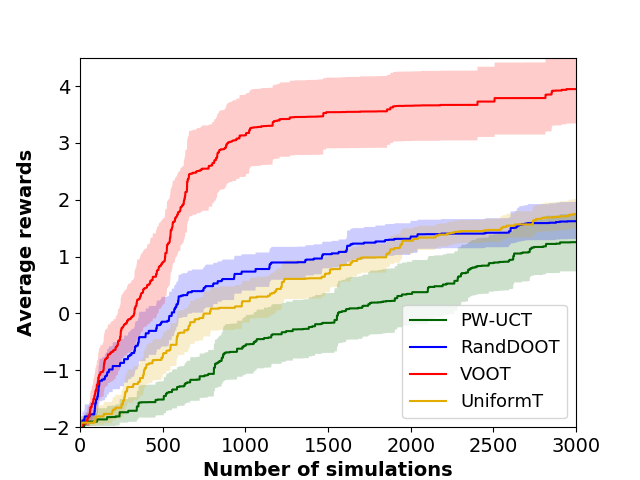 4
3
2
1
0
−1
−2
Average rewards
PW-UCT
RandDOOT
VOOT
UniformT
0 500 1000 1500 2000 2500 3000
Number of simulations